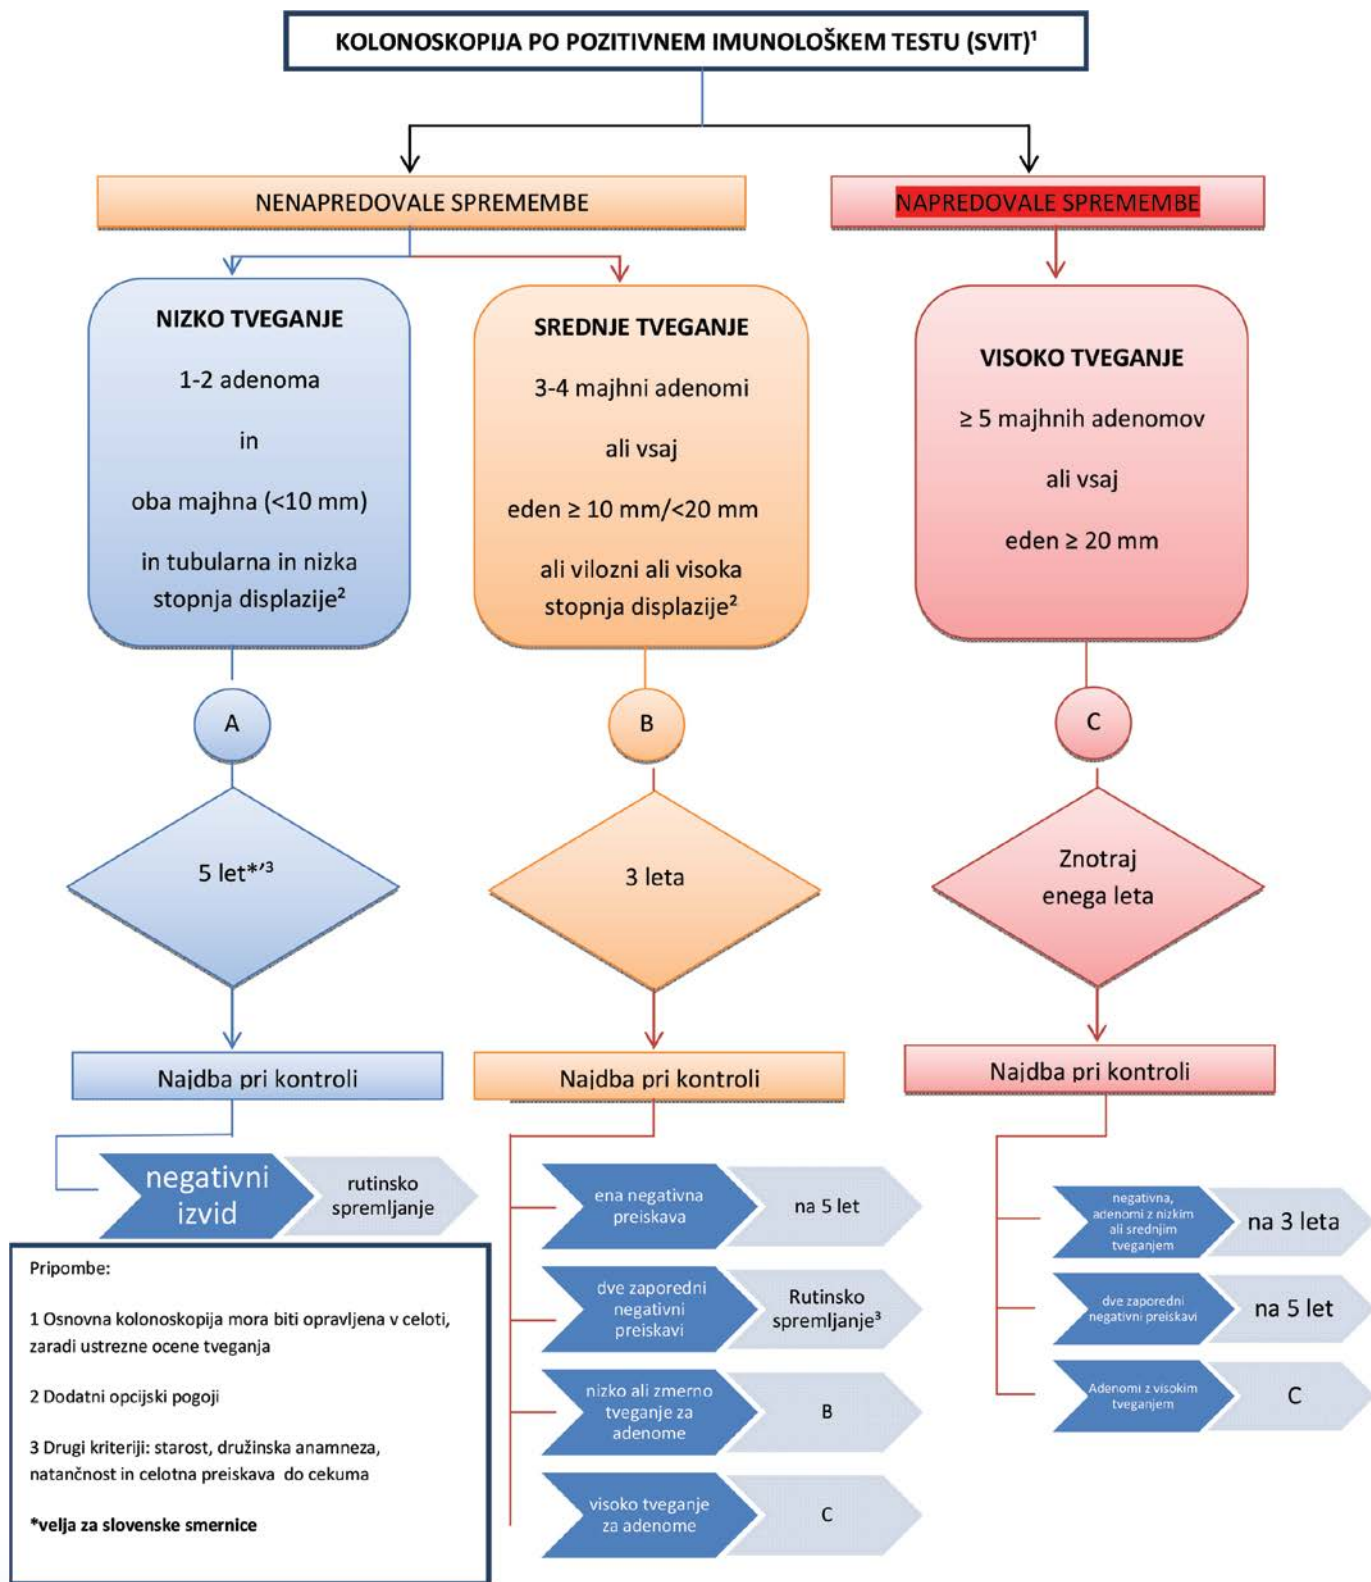 KOLONOSKOPIJA PO POZITIVNEM IMUNOLOŠKEM TESTU (SVIT)¹
NENAPREDOVALE SPREMEMBE
NAPREDOVALE SPREMEMBE
NIZKO TVEGANJE
1-2 adenoma
in
oba majhna (<10 mm)
in tubularna in nizka
stopnja displazije²
SREDNJE TVEGANJE
3-4 majhni adenomi
ali vsaj
eden ≥ 10 mm/<20 mm
ali vilozni ali visoka
stopnja displazije²
VISOKO TVEGANJE
≥ 5 majhnih adenomov
ali vsaj
eden ≥ 20 mm
A
B
C
5 let*′³
3 leta
Znotraj
enega leta
Najdba pri kontroli
Najdba pri kontroli
Najdba pri kontroli
negativni
izvid
rutinsko
spremljanje
ena negativna
preiskava
na 5 let
dve zaporedni
negativni
preiskavi
Rutinsko
spremljanje³
nizko ali zmerno
tveganje za
adenome
B
visoko tveganje
za adenome
C
negativna,
adenomi z nizkim
ali srednjim
tveganjem
na 3 leta
dve zaporedni
negativni preiskavi
na 5 let
Adenomi z visokim
tveganjem
C
Pripombe:
1 Osnovna kolonoskopija mora biti opravljena v celoti,
zaradi ustrezne ocene tveganja
2 Dodatni opcijski pogoji
3 Drugi kriteriji: starost, družinska anamneza,
natančnost in celotna preiskava do cekuma
*velja za slovenske smernice